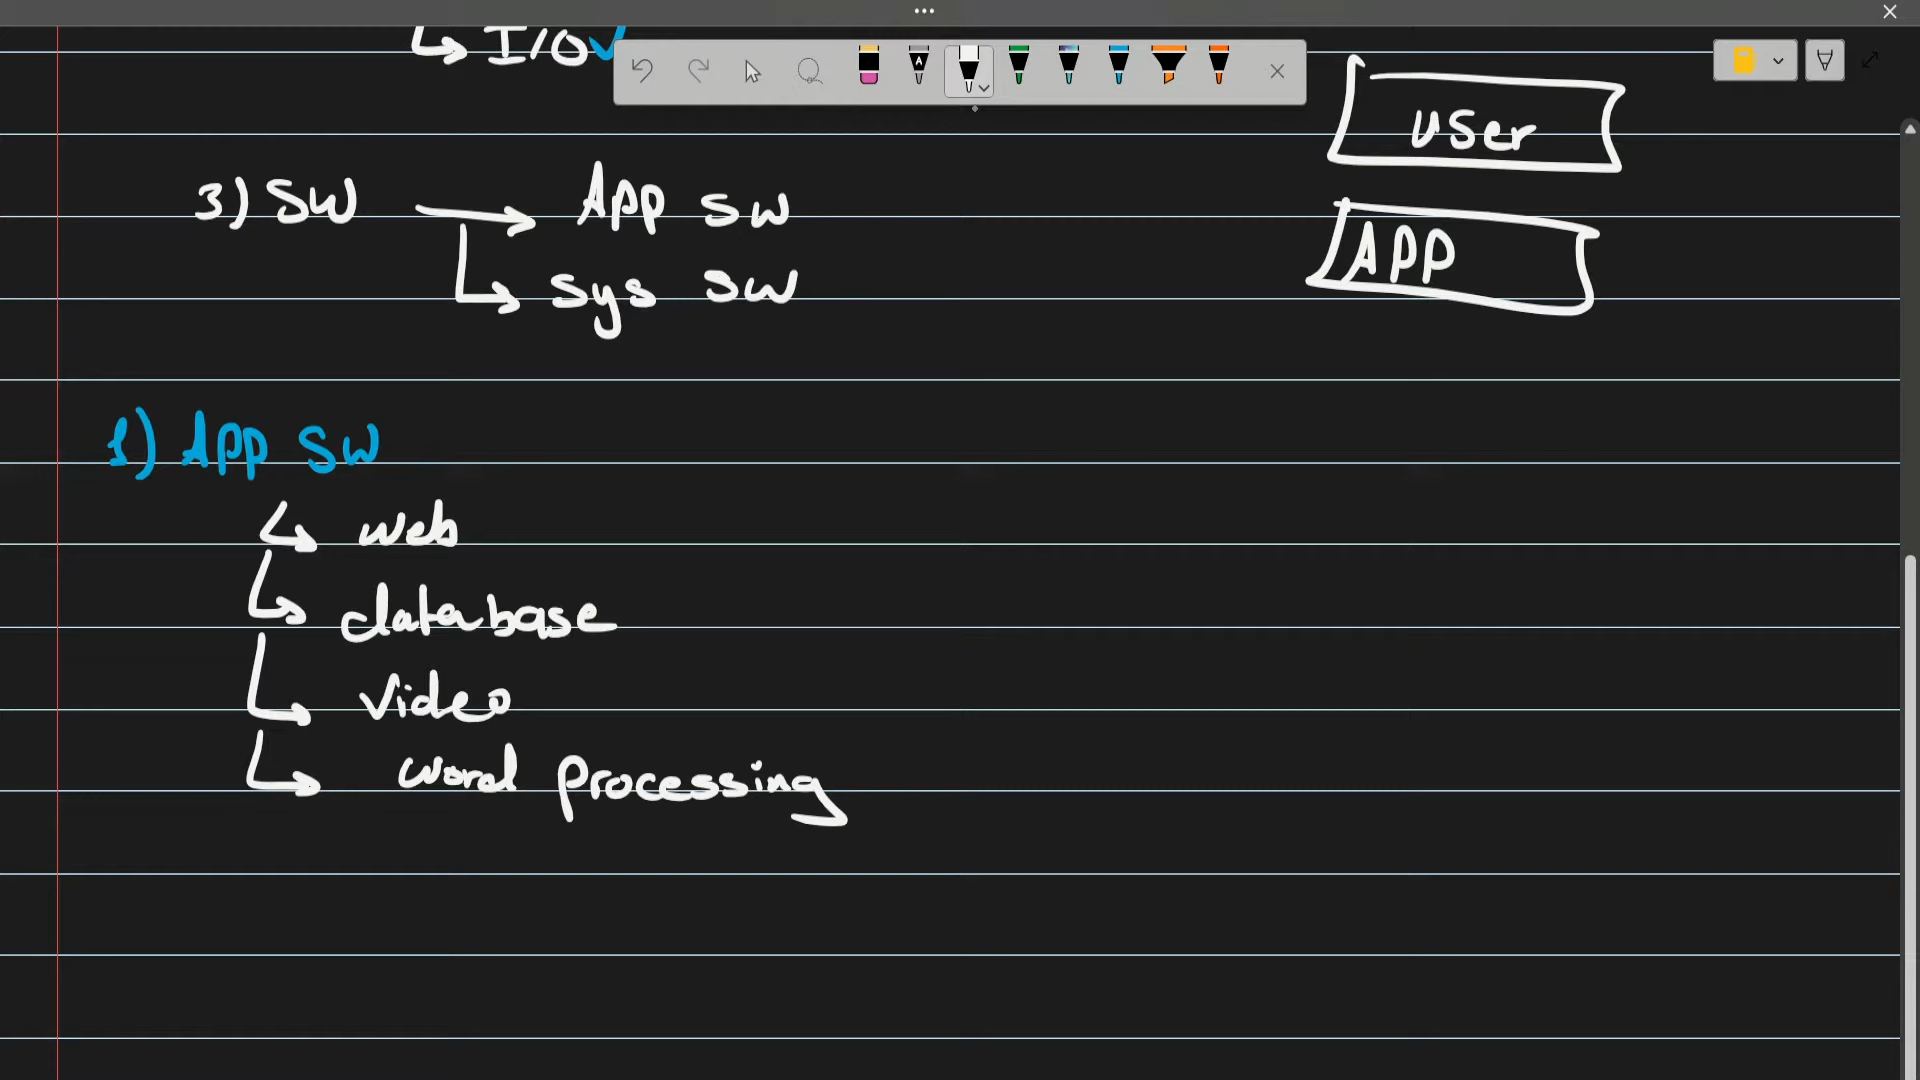 I/O
user
3) SW → App SW
sys SW
APP
1) App SW
web
database
video
word processing